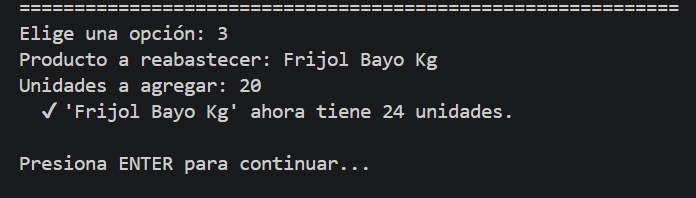 ============================================================
Elige una opción: 3
Producto a reabastecer: Frijol Bayo Kg
Unidades a agregar: 20
✓ 'Frijol Bayo Kg' ahora tiene 24 unidades.
Presiona ENTER para continuar...